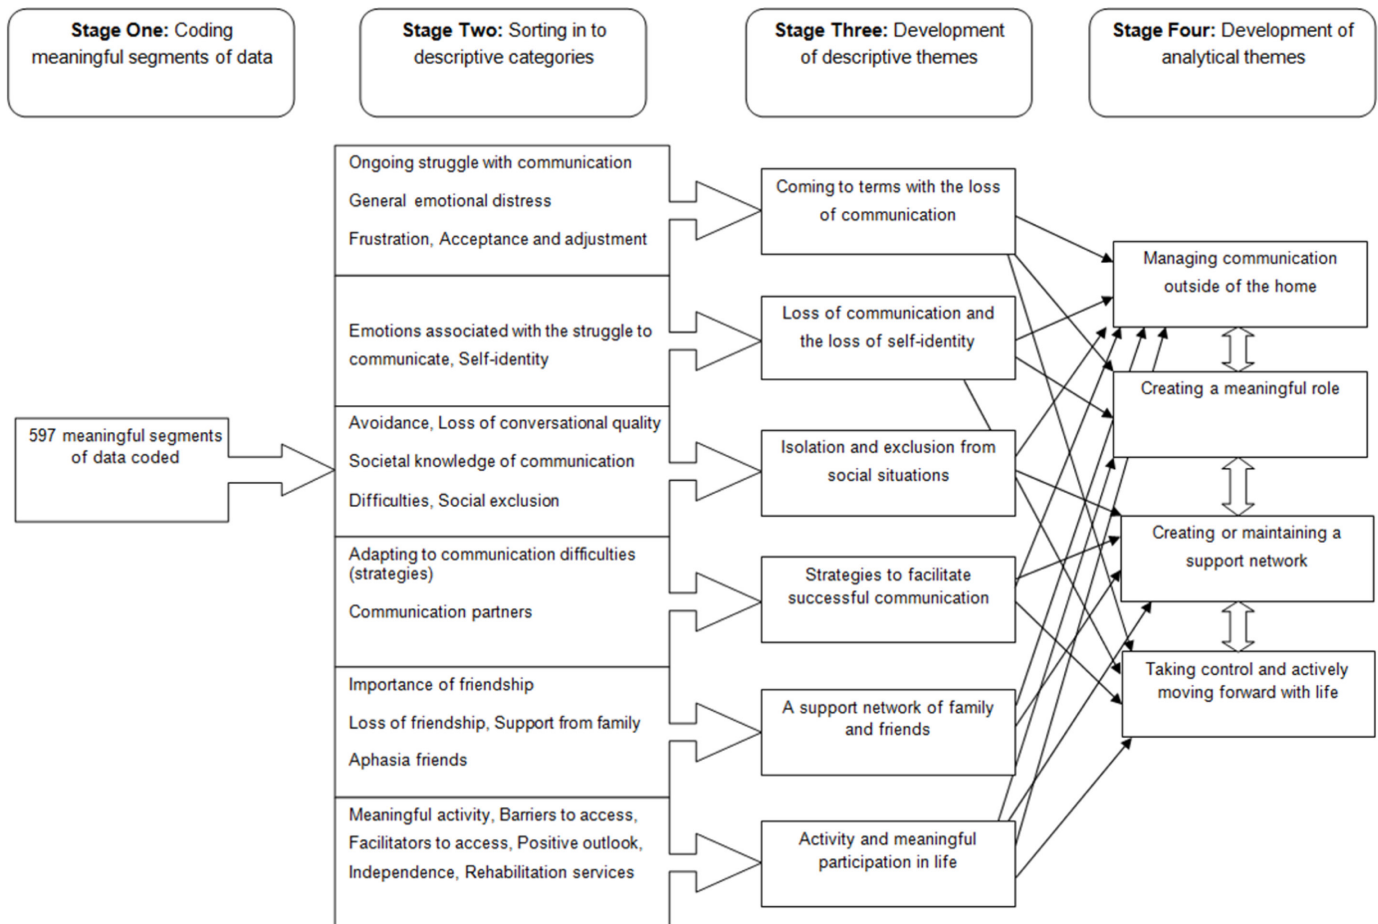 Stage One: Coding
meaningful segments of data
Stage Two: Sorting in to
descriptive categories
Stage Three: Development
of descriptive themes
Stage Four: Development of
analytical themes
597 meaningful segments
of data coded
Ongoing struggle with communication
General emotional distress
Frustration, Acceptance and adjustment
Emotions associated with the struggle to
communicate, Self-identity
Avoidance, Loss of conversational quality
Societal knowledge of communication
Difficulties, Social exclusion
Adapting to communication difficulties
(strategies)
Communication partners
Importance of friendship
Loss of friendship, Support from family
Aphasia friends
Meaningful activity, Barriers to access,
Facilitators to access, Positive outlook,
Independence, Rehabilitation services
Coming to terms with the loss
of communication
Loss of communication and
the loss of self-identity
Isolation and exclusion from
social situations
Strategies to facilitate
successful communication
A support network of family
and friends
Activity and meaningful
participation in life
Managing communication
outside of the home
Creating a meaningful role
Creating or maintaining a
support network
Taking control and actively
moving forward with life